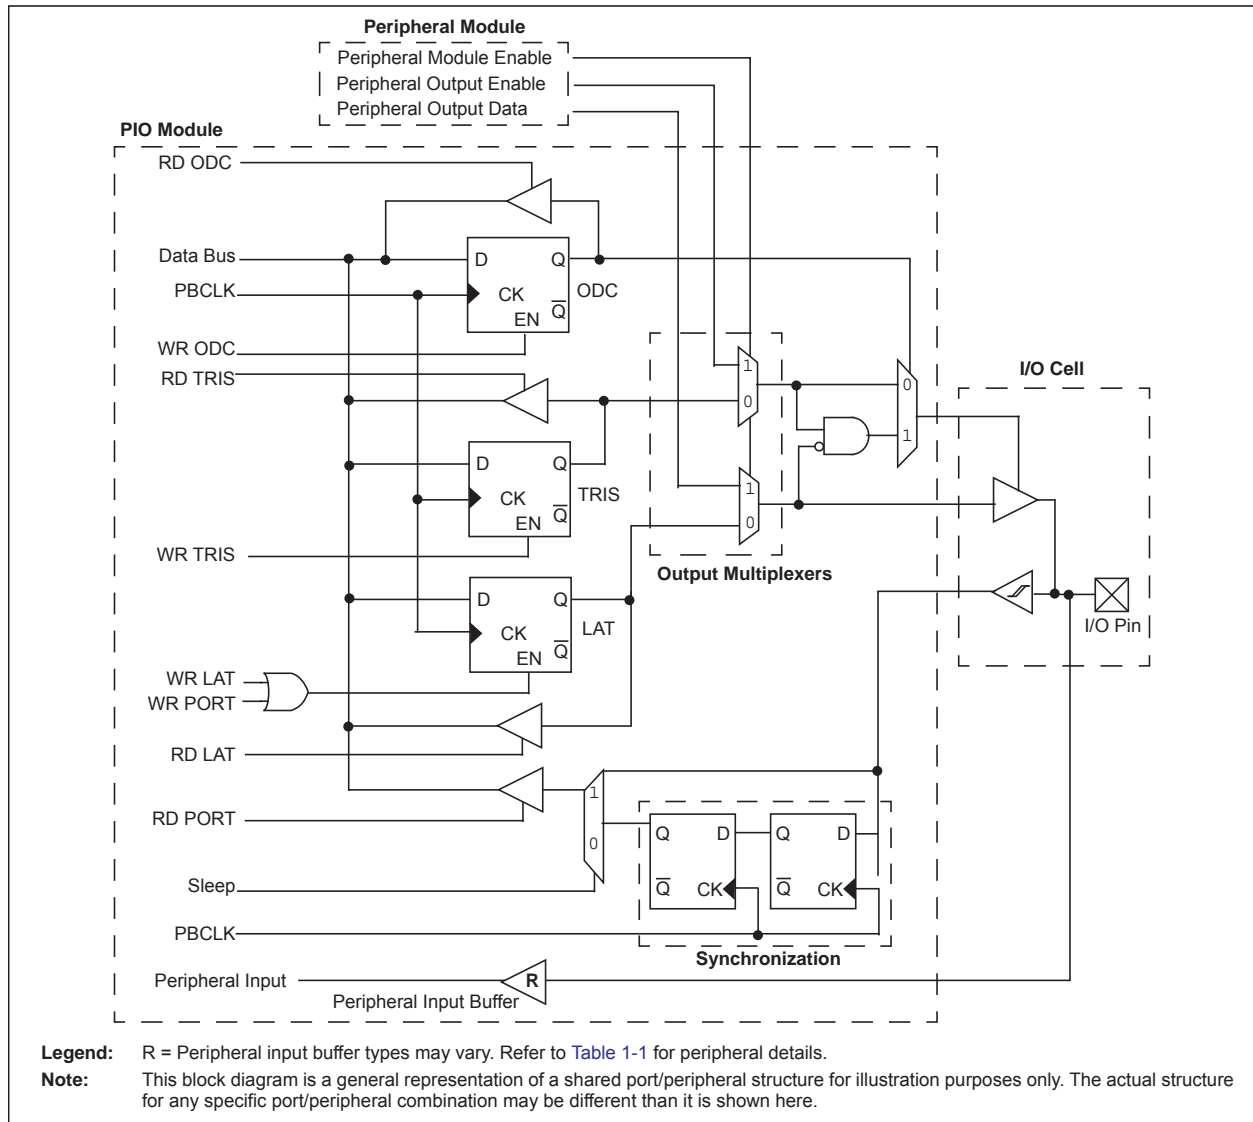 Peripheral Module
Peripheral Module Enable
Peripheral Output Enable
Peripheral Output Data
PIO Module
RD ODC
Data Bus
D Q
PBCLK
CK
ODC
Q
EN
WR ODC
RD TRIS
1
0
I/O Cell
0
1
D Q
CK
TRIS
Q
EN
1
0
WR TRIS
Output Multiplexers
D Q
CK
LAT
Q
EN
I/O Pin
WR LAT
WR PORT
RD LAT
RD PORT
1
0
Q D Q D
Q CK Q CK
Sleep
PBCLK
Synchronization
Peripheral Input
R
Peripheral Input Buffer
Legend: R = Peripheral input buffer types may vary. Refer to Table 1-1 for peripheral details.
Note: This block diagram is a general representation of a shared port/peripheral structure for illustration purposes only. The actual structure
for any specific port/peripheral combination may be different than it is shown here.